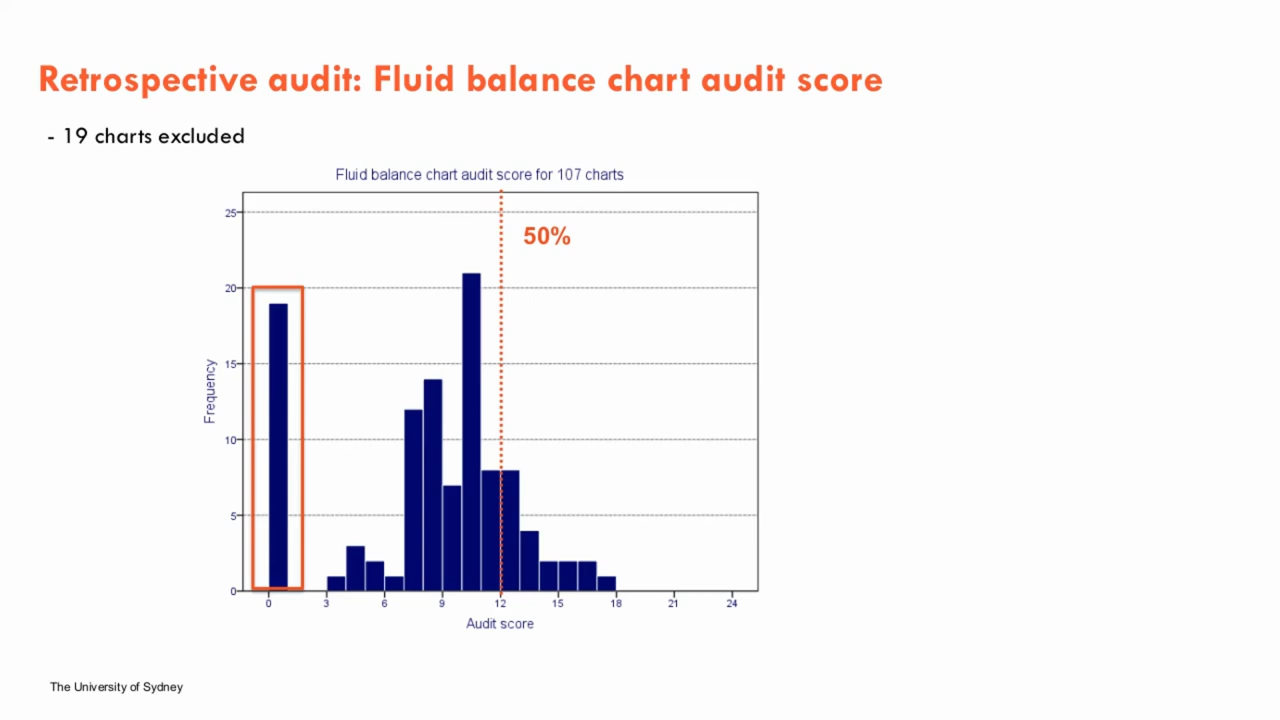 Retrospective audit: Fluid balance chart audit score
- 19 charts excluded
Fluid balance chart audit score for 107 charts
50%
Frequency
25
20
15
10
5
0
0 3 6 9 12 15 18 21 24
Audit score
The University of Sydney